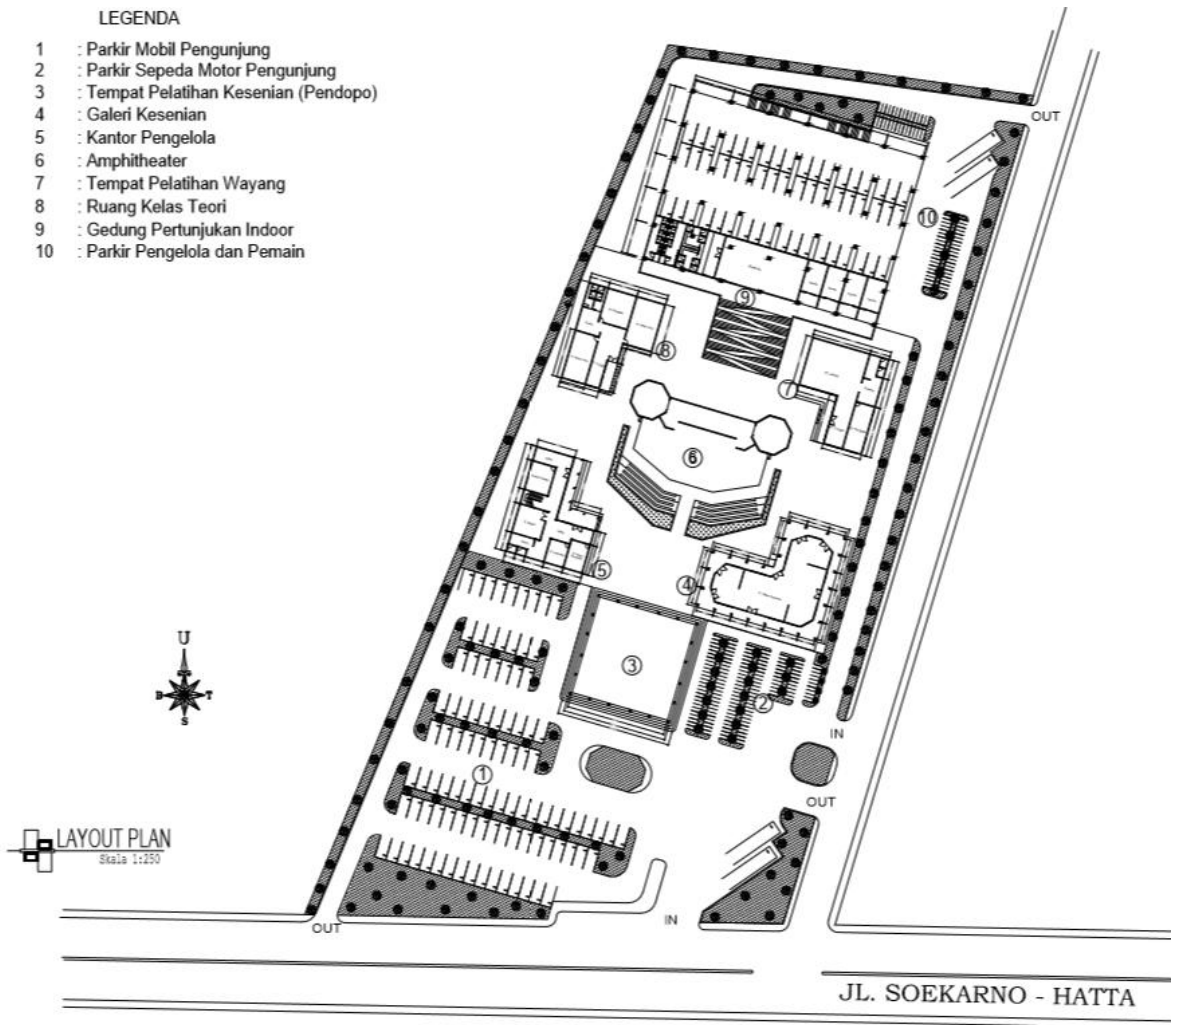 LEGENDA
1 : Parkir Mobil Pengunjung
2 : Parkir Sepeda Motor Pengunjung
3 : Tempat Pelatihan Kesenian (Pendopo)
4 : Galeri Kesenian
5 : Kantor Pengelola
6 : Amphitheater
7 : Tempat Pelatihan Wayang
8 : Ruang Kelas Teori
9 : Gedung Pertunjukan Indoor
10 : Parkir Pengelola dan Pemain
OUT
10
9
8
7
6
5
4
3
2
IN
U
B T
S
1
OUT
LAYOUT PLAN
Skala 1:250
IN
OUT
JL. SOEKARNO - HATTA